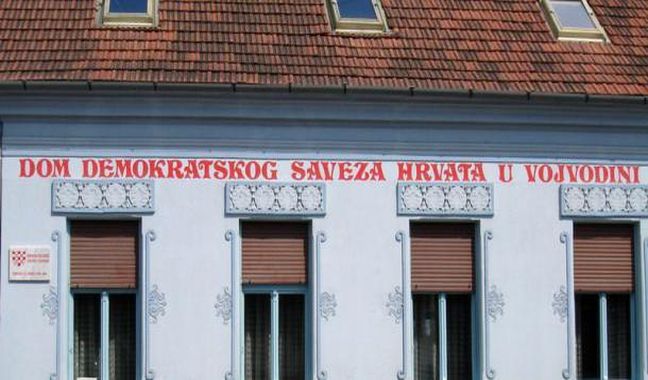 DOM DEMOKRATSKOG SAVEZA HRVATA U VOJVODINI